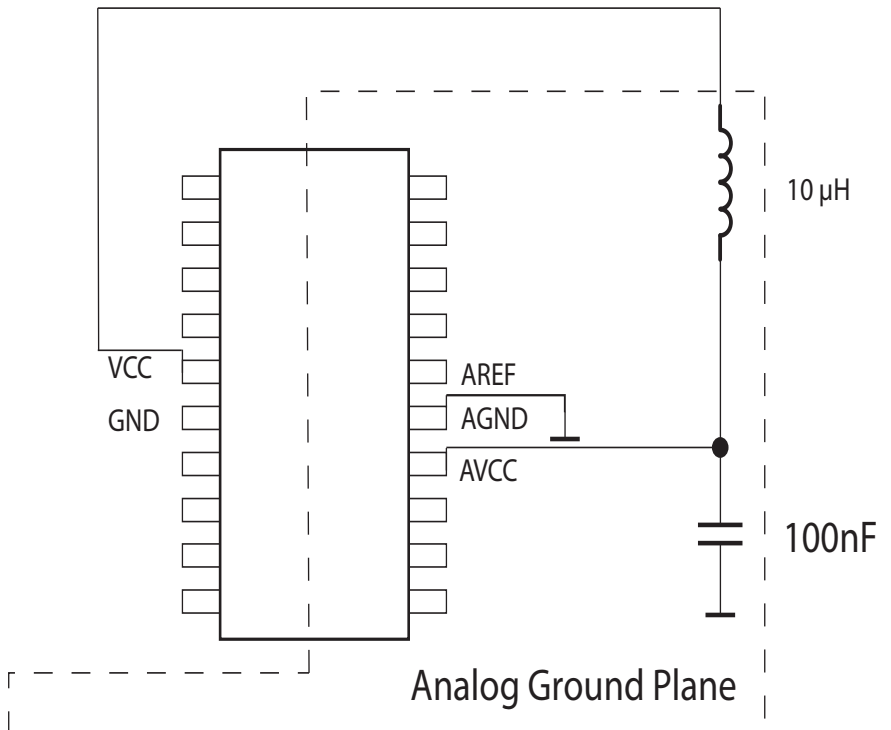 10 µH
VCC
AREF
GND
AGND
AVCC
100nF
Analog Ground Plane